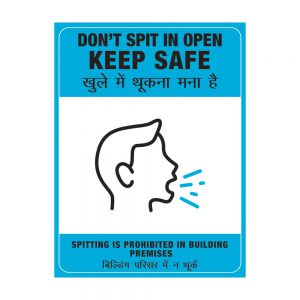 DON'T SPIT IN OPEN
KEEP SAFE
खुले में थूकना मना है
SPITTING IS PROHIBITED IN BUILDING
PREMISES
बिल्डिंग परिसर में न थूकें